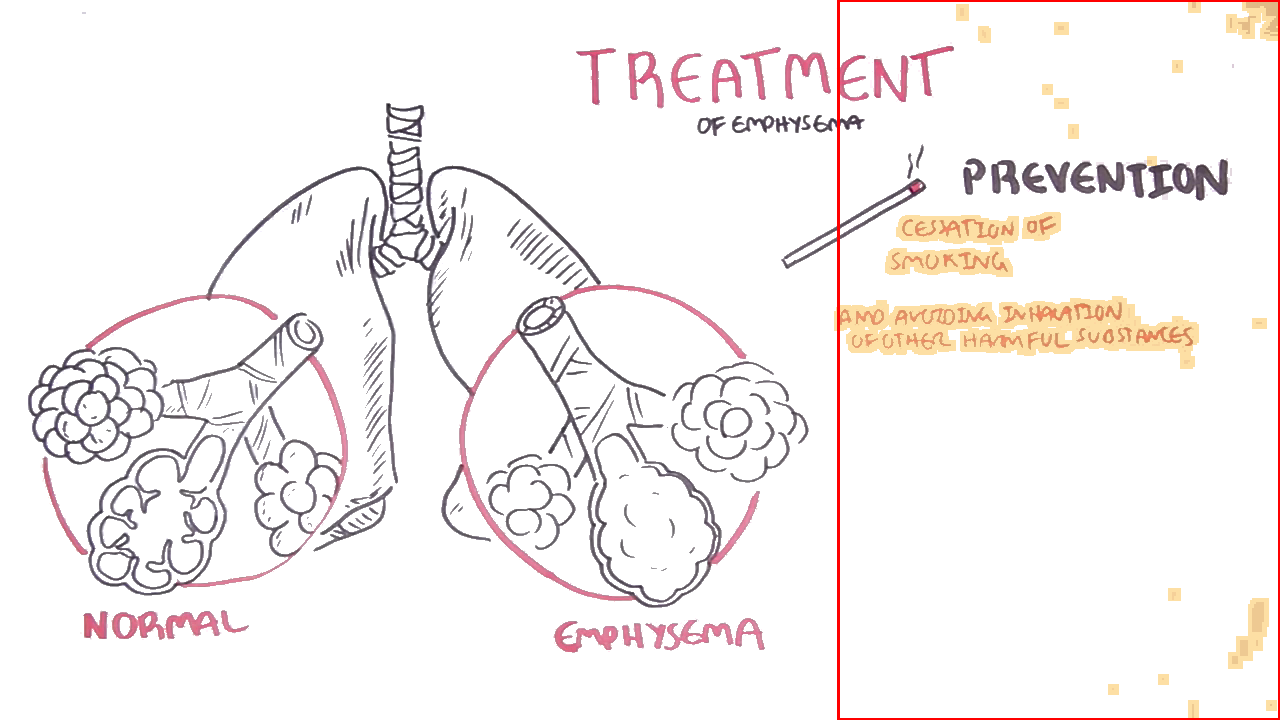 TREATMENT
OF EMPHYSEMA
PREVENTION
CESSATION OF
SMOKING
AND AVOIDING INHALATION
OF OTHER HARMFUL SUBSTANCES
NORMAL
EMPHYSEMA